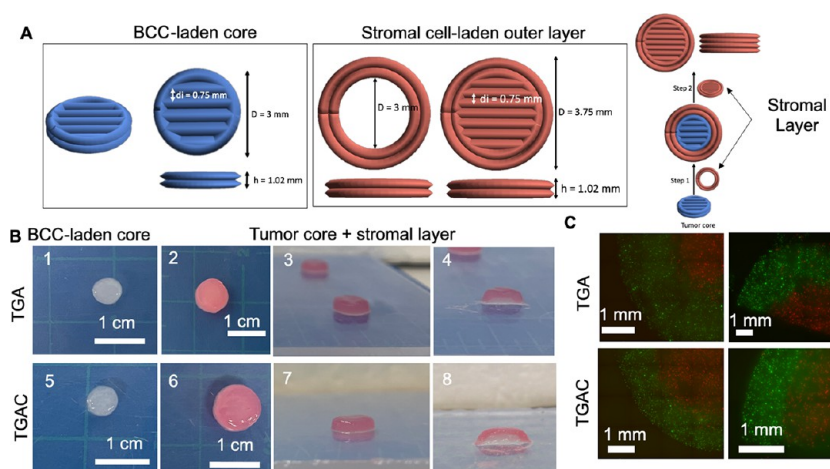 A
BCC-laden core
Stromal cell-laden outer layer
di = 0.75 mm
D = 3 mm
h = 1.02 mm
D = 3 mm
di = 0.75 mm
D = 3.75 mm
h = 1.02 mm
Step 2
Stromal
Layer
Step 1
Tumor core
B
BCC-laden core
Tumor core + stromal layer
C
TGA
1
1 cm
2
1 cm
3
4
TGAC
5
1 cm
6
1 cm
7
8
TGA
1 mm
1 mm
TGAC
1 mm
1 mm